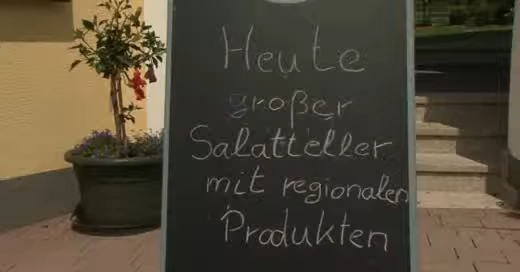 Heute
großer
Salatteller
mit regionalen
Produkten